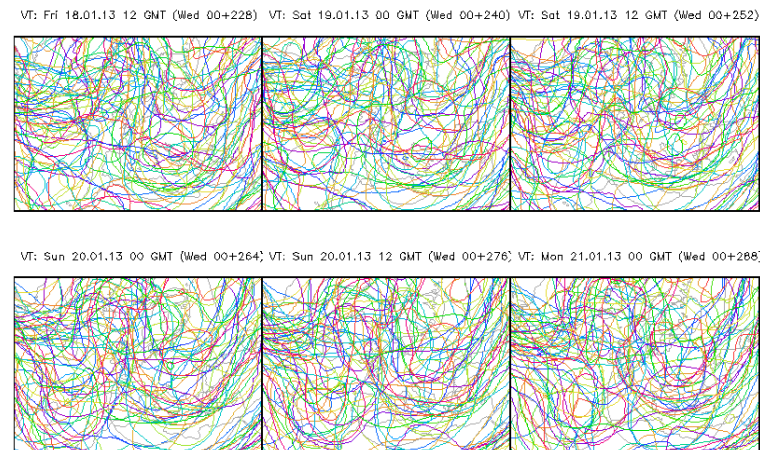 VT: Fri 18.01.13 12 GMT (Wed 00+228)
VT: Sat 19.01.13 00 GMT (Wed 00+240)
VT: Sat 19.01.13 12 GMT (Wed 00+252)
VT: Sun 20.01.13 00 GMT (Wed 00+264)
VT: Sun 20.01.13 12 GMT (Wed 00+276)
VT: Mon 21.01.13 00 GMT (Wed 00+288)